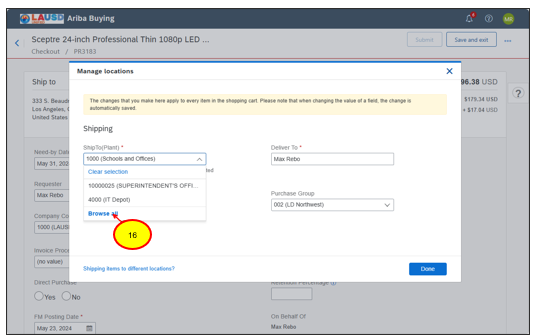 LAUSD Ariba Buying
MR
Sceptre 24-inch Professional Thin 1080p LED ...
Submit
Save and exit
Checkout / PR3183
Manage locations
Ship to
96.38 USD
The changes that you make here apply to every item in the shopping cart. Please note that when changing the value of a field, the change is
automatically saved.
333 S. Beaud
$179.34 USD
Los Angeles, C
+ $17.04 USD
United States
?
Shipping
ShipTo(Plant) *
Deliver To *
1000 (Schools and Offices)
Max Rebo
Need-by Date
May 31, 202
Clear selection
10000025 (SUPERINTENDENT'S OFFI...
Requester
Purchase Group
Max Rebo
4000 (IT Depot)
002 (LD Northwest)
Browse all
Company Co
1000 (LAUS
16
Invoice Proce
(no value)
Shipping items to different locations?
Done
Direct Purchase
Retention Percentage
Yes
No
FM Posting Date *
On Behalf Of
May 23, 2024
Max Rebo